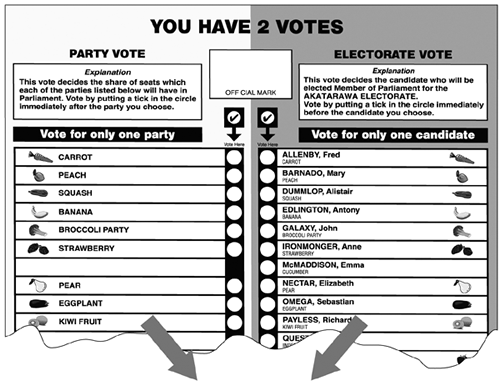 YOU HAVE 2 VOTES
PARTY VOTE
Explanation
This vote decides the share of seats which
each of the parties listed below will have in
Parliament. Vote by putting a tick in the circle
immediately after the party you choose.
Vote for only one party
OFFICIAL MARK
Vote Here
Vote Here
ELECTORATE VOTE
Explanation
This vote decides the candidate who will be
elected Member of Parliament for the
AKATARAWA ELECTORATE.
Vote by putting a tick in the circle immediately
before the candidate you choose.
Vote for only one candidate
CARROT
PEACH
SQUASH
BANANA
BROCCOLI PARTY
STRAWBERRY
PEAR
EGGPLANT
KIWI FRUIT
ALLENBY, Fred
CARROT
BARNADO, Mary
PEACH
DUMMLOP, Alistair
SQUASH
EDLINGTON, Antony
BANANA
GALAXY, John
BROCCOLI PARTY
IRONMONGER, Anne
STRAWBERRY
McMADDISON, Emma
CUCUMBER
NECTAR, Elizabeth
PEAR
OMEGA, Sebastian
EGGPLANT
PAYLESS, Richard
KIWI FRUIT